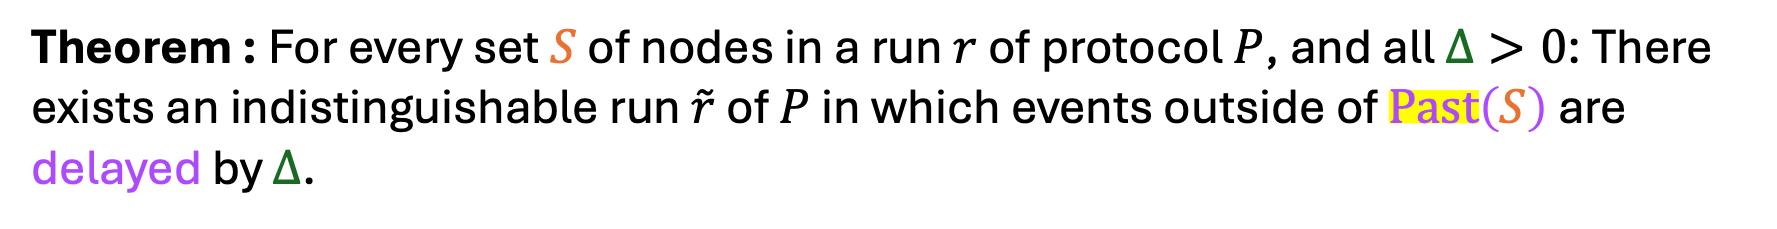 Theorem : For every set S of nodes in a run r of protocol P, and all Δ > 0: There
exists an indistinguishable run r̃ of P in which events outside of Past(S) are
delayed by Δ.